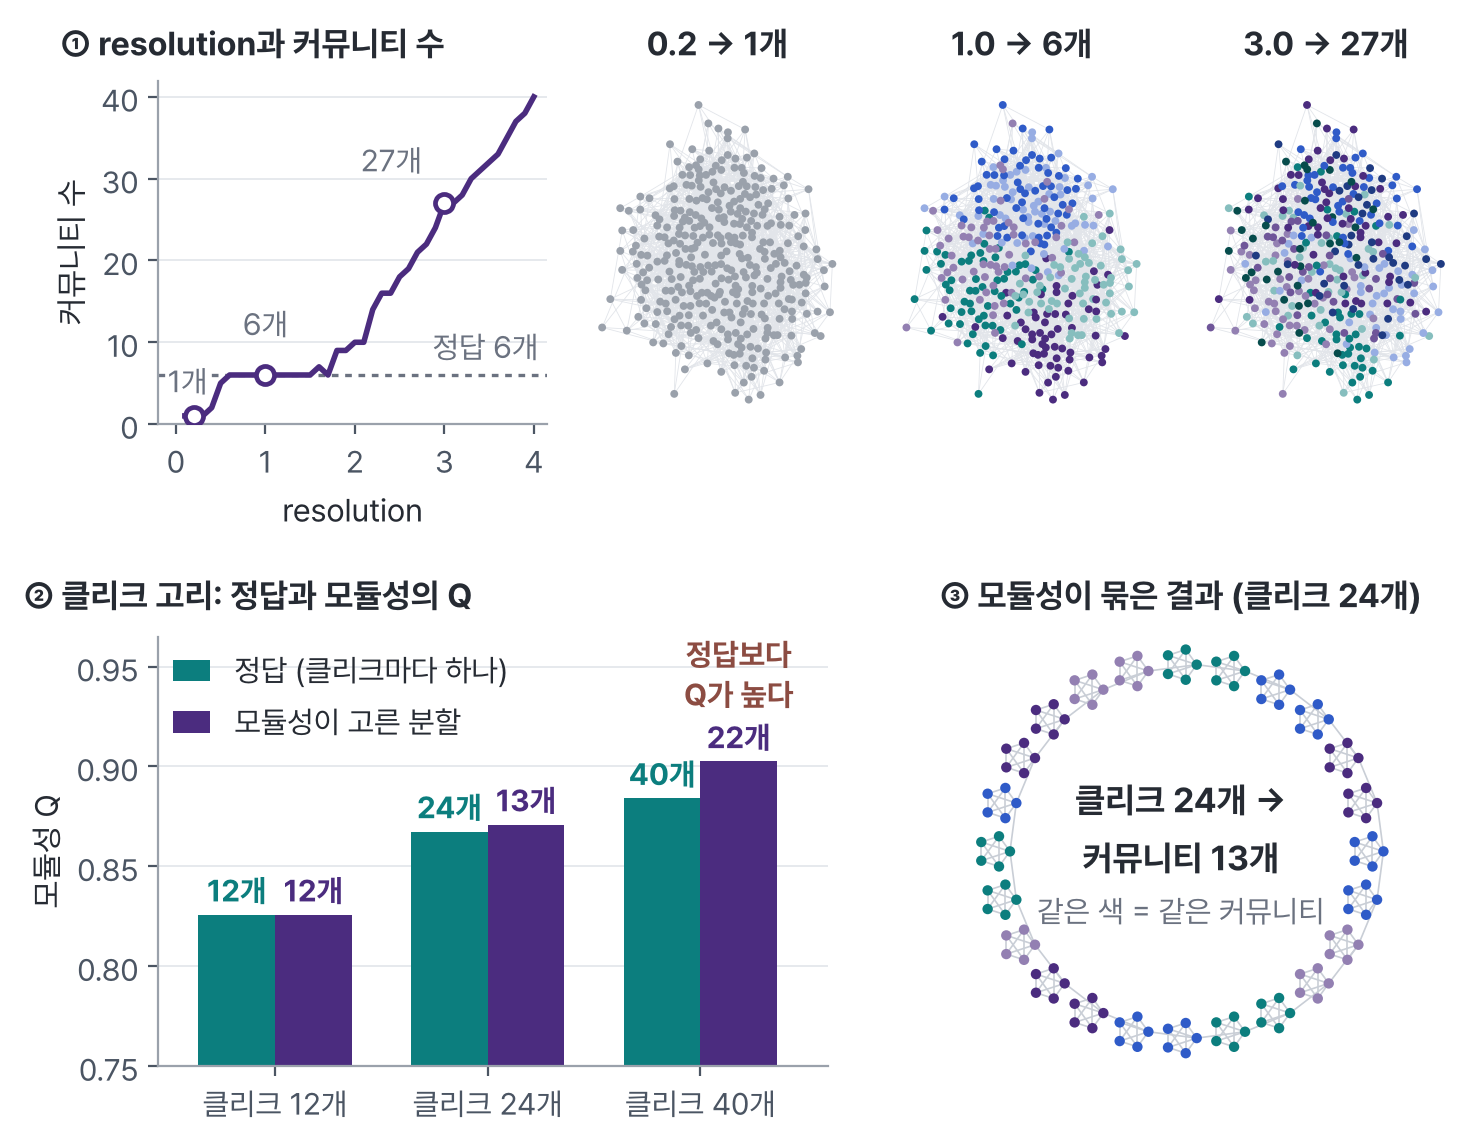 ① resolution과 커뮤니티 수
0.2 → 1개
1.0 → 6개
3.0 → 27개
커뮤니티 수
40
30
20
10
0
27개
6개
정답 6개
1개
0 1 2 3 4
resolution
② 클리크 고리: 정답과 모듈성의 Q
모듈성 Q
0.95
0.90
0.85
0.80
0.75
정답 (클리크마다 하나)
모듈성이 고른 분할
정답보다
Q가 높다
12개 12개
24개 13개
40개 22개
클리크 12개 클리크 24개 클리크 40개
③ 모듈성이 묶은 결과 (클리크 24개)
클리크 24개 →
커뮤니티 13개
같은 색 = 같은 커뮤니티